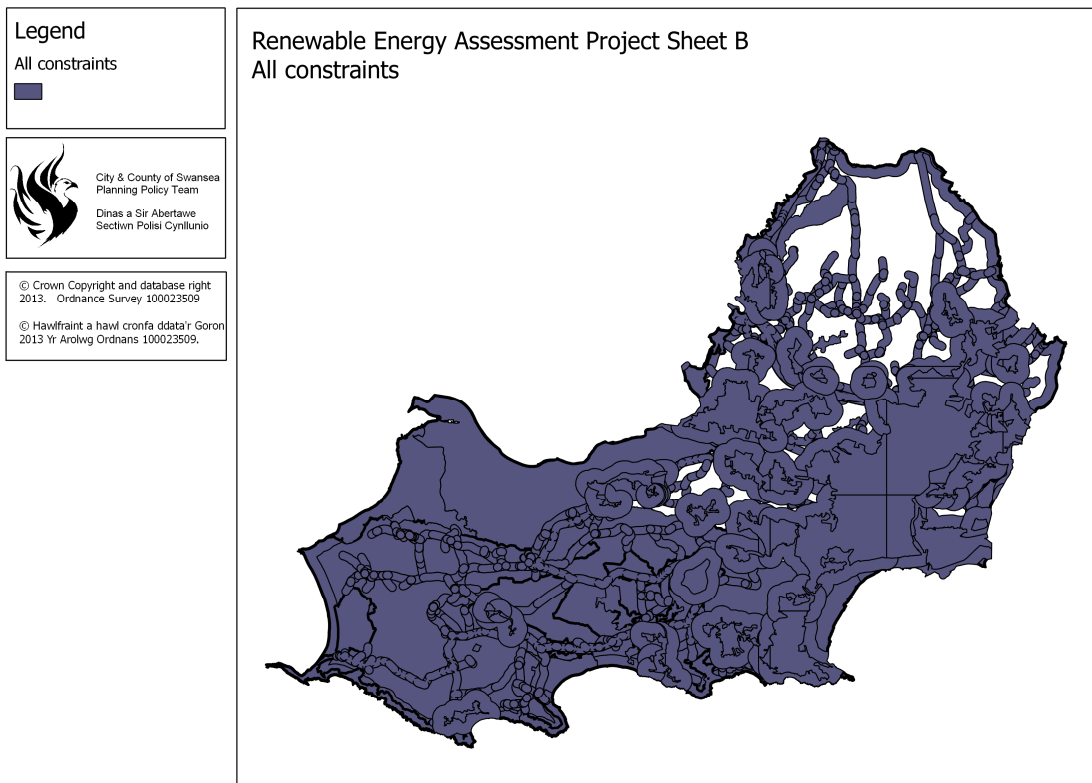 Legend
All constraints
City & County of Swansea
Planning Policy Team
Dinas a Sir Abertawe
Sectiwn Polisi Cynllunio
© Crown Copyright and database right
2013. Ordnance Survey 100023509
© Hawlfraint a hawl cronfa ddata'r Goron
2013 Yr Arolwg Ordnans 100023509.
Renewable Energy Assessment Project Sheet B
All constraints